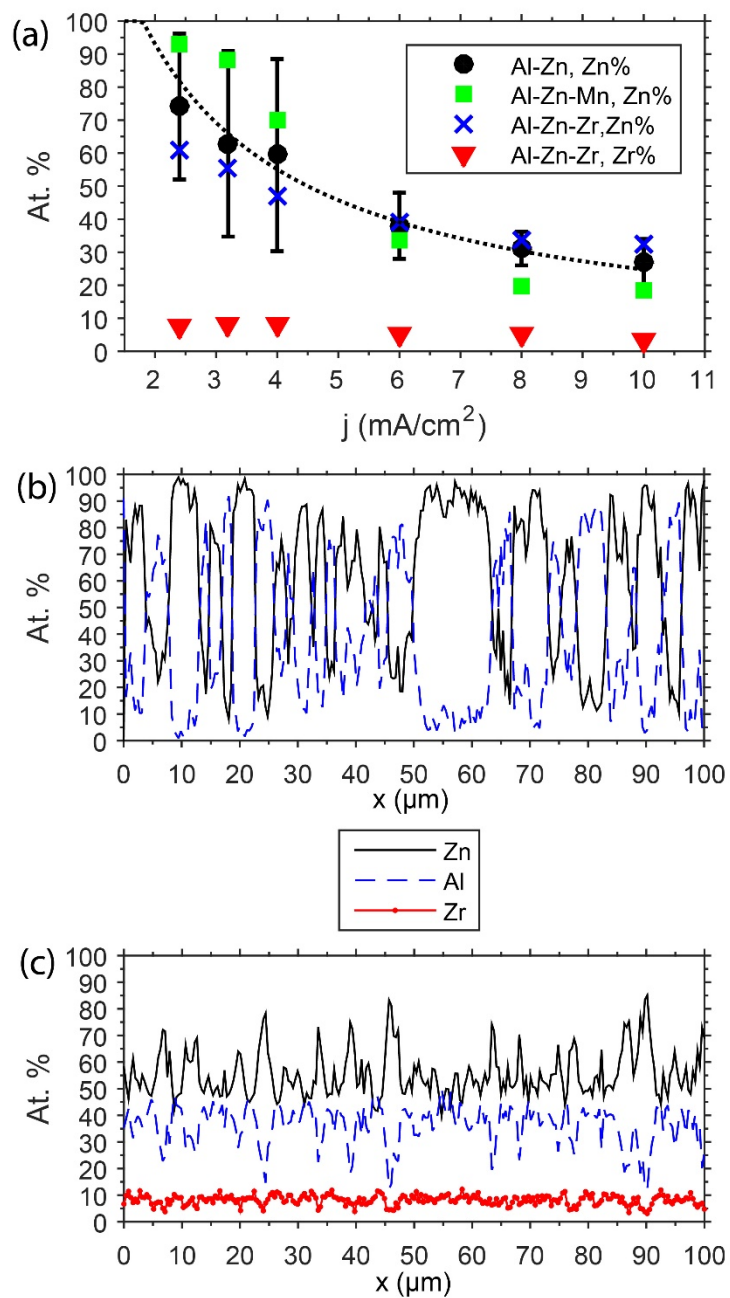 (a)
100
90
80
70
60
50
40
30
20
10
0
At. %
Al-Zn, Zn%
Al-Zn-Mn, Zn%
Al-Zn-Zr,Zn%
Al-Zn-Zr, Zr%
2 3 4 5 6 7 8 9 10 11
j (mA/cm²)
(b)
100
90
80
70
60
50
40
30
20
10
0
At. %
0 10 20 30 40 50 60 70 80 90 100
x (µm)
Zn
Al
Zr
(c)
100
90
80
70
60
50
40
30
20
10
0
At. %
0 10 20 30 40 50 60 70 80 90 100
x (µm)